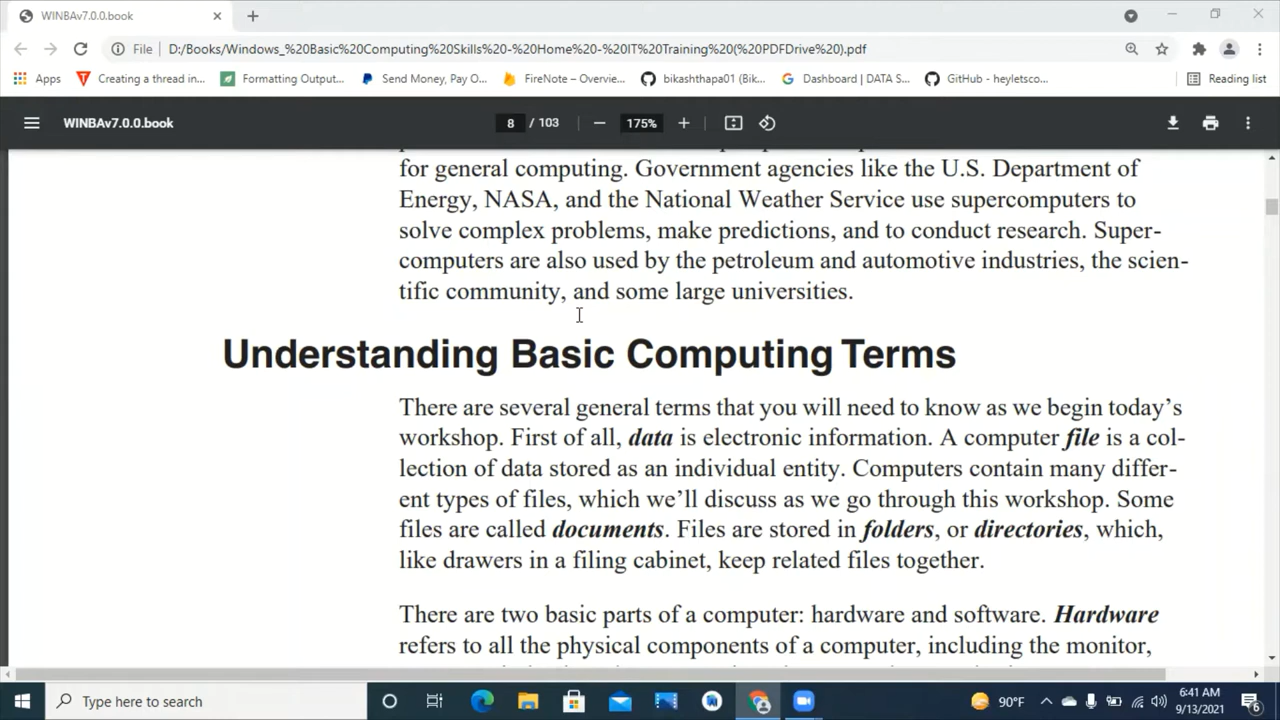 WINBAv7.0.0.book
File D:/Books/Windows_%20Basic%20Computing%20Skills%20-%20Home%20-%20IT%20Training%20(%20PDFDrive%20).pdf
Apps Creating a thread in... Formatting Output,... Send Money, Pay O... FireNote – Overvie... bikashthapa01 (Bik... Dashboard | DATA S... GitHub - heyletsco... Reading list
WINBAv7.0.0.book 8 / 103 175%
for general computing. Government agencies like the U.S. Department of
Energy, NASA, and the National Weather Service use supercomputers to
solve complex problems, make predictions, and to conduct research. Super-
computers are also used by the petroleum and automotive industries, the scien-
tific community, and some large universities.
Understanding Basic Computing Terms
There are several general terms that you will need to know as we begin today’s
workshop. First of all, data is electronic information. A computer file is a col-
lection of data stored as an individual entity. Computers contain many differ-
ent types of files, which we’ll discuss as we go through this workshop. Some
files are called documents. Files are stored in folders, or directories, which,
like drawers in a filing cabinet, keep related files together.
There are two basic parts of a computer: hardware and software. Hardware
refers to all the physical components of a computer, including the monitor,
Type here to search
90°F
6:41 AM
9/13/2021
6